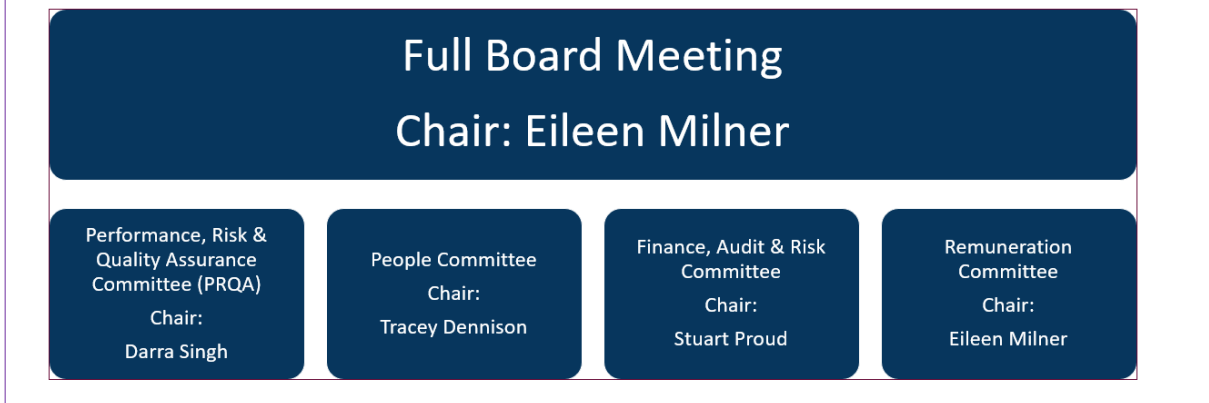 Full Board Meeting
Chair: Eileen Milner
Performance, Risk &
Quality Assurance
Committee (PRQA)
Chair:
Darra Singh
People Committee
Chair:
Tracey Dennison
Finance, Audit & Risk
Committee
Chair:
Stuart Proud
Remuneration
Committee
Chair:
Eileen Milner